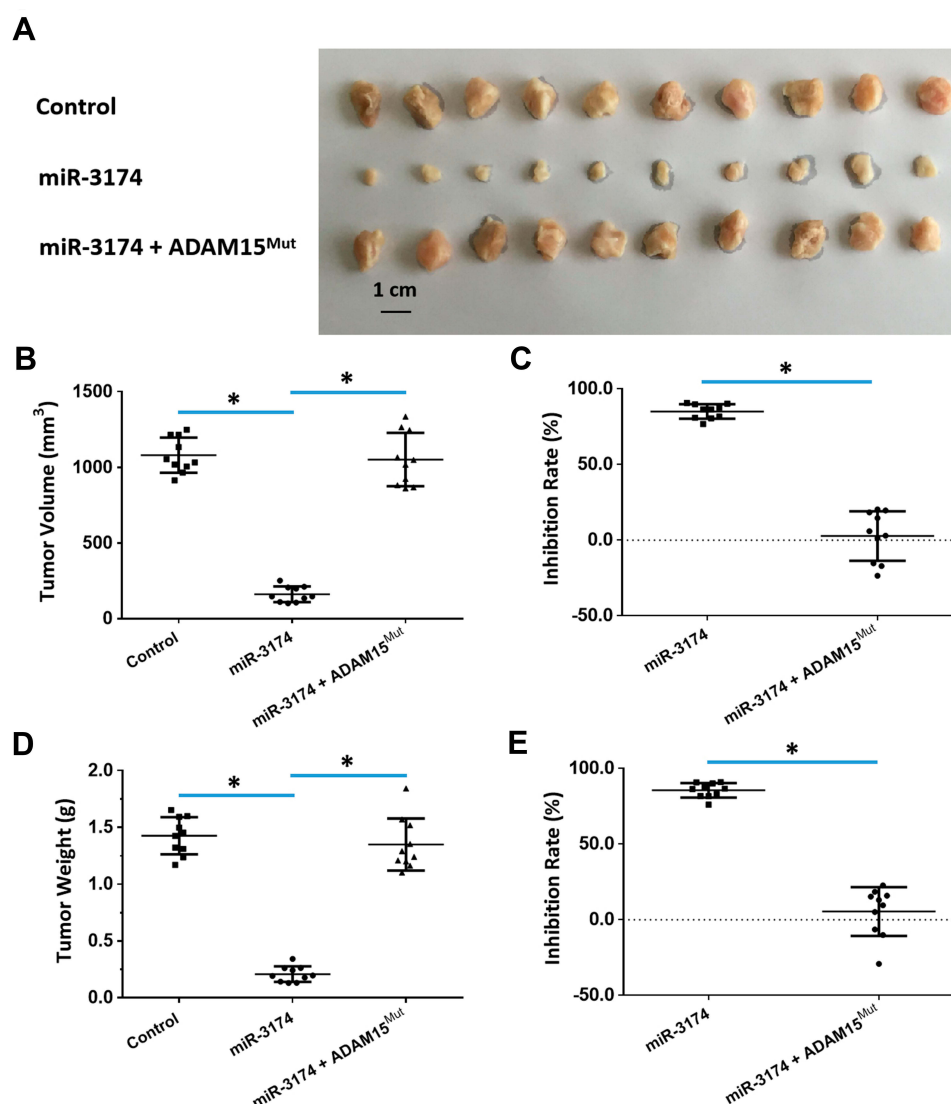 A
Control
miR-3174
miR-3174 + ADAM15Mut
1 cm
B
Tumor Volume (mm3)
1500
1000
500
0
*
*
Control
miR-3174
miR-3174 + ADAM15Mut
C
Inhibition Rate (%)
100.0
50.0
0.0
-50.0
*
miR-3174
miR-3174 + ADAM15Mut
D
Tumor Weight (g)
2.0
1.5
1.0
0.5
0.0
*
*
Control
miR-3174
miR-3174 + ADAM15Mut
E
Inhibition Rate (%)
100.0
50.0
0.0
-50.0
*
miR-3174
miR-3174 + ADAM15Mut